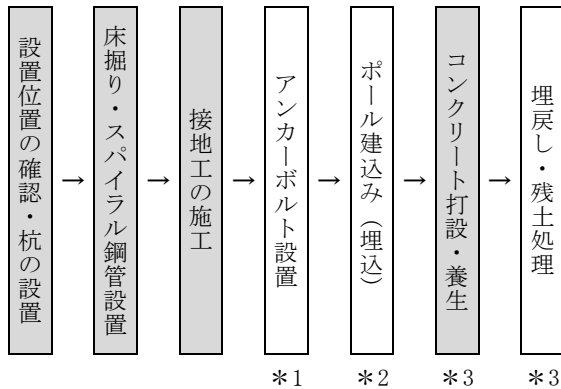 設置位置の確認・杭の設置
→
床掘り・スパイラル鋼管設置
→
接地工の施工
→
アンカーボルト設置
→
ポール建込み（埋込）
→
コンクリート打設・養生
→
埋戻し・残土処理
＊1
＊2
＊3
＊3